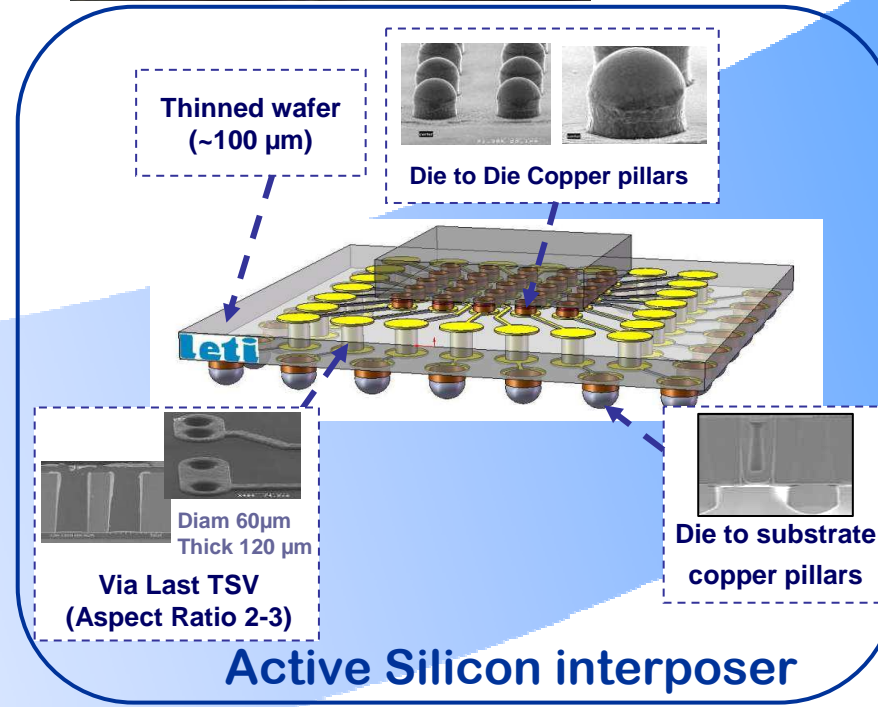 Thinned wafer
(~100 µm)
Die to Die Copper pillars
leti
Diam 60µm
Thick 120 µm
Via Last TSV
(Aspect Ratio 2-3)
Die to substrate
copper pillars
Active Silicon interposer